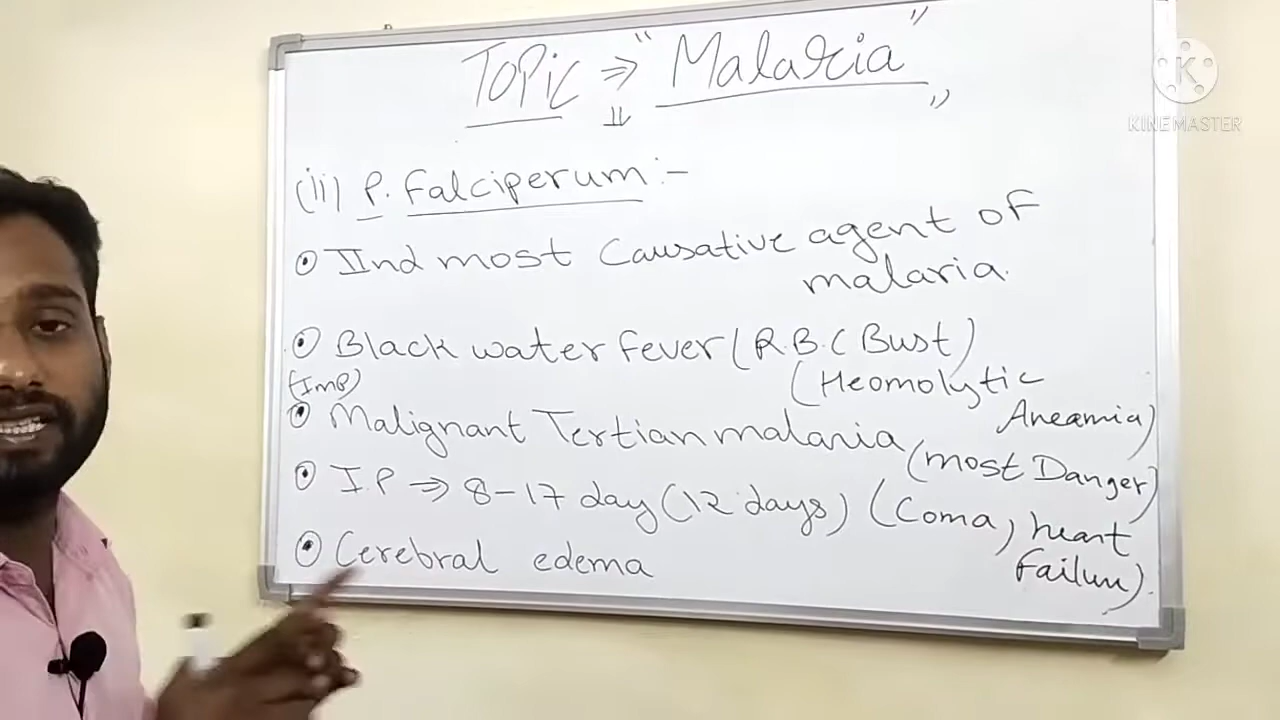 Topic ⇒ "Malaria"
(ii) P. Falciperum :-
IInd most Causative agent of
malaria.
Black water fever (R.B.C Bust)
(Imp)
(Heomolytic
Aneamia)
Malignant Tertian malaria
(most Danger)
I.P ⇒ 8-17 day (12 days) (Coma, heart
failure)
Cerebral edema
KINEMASTER